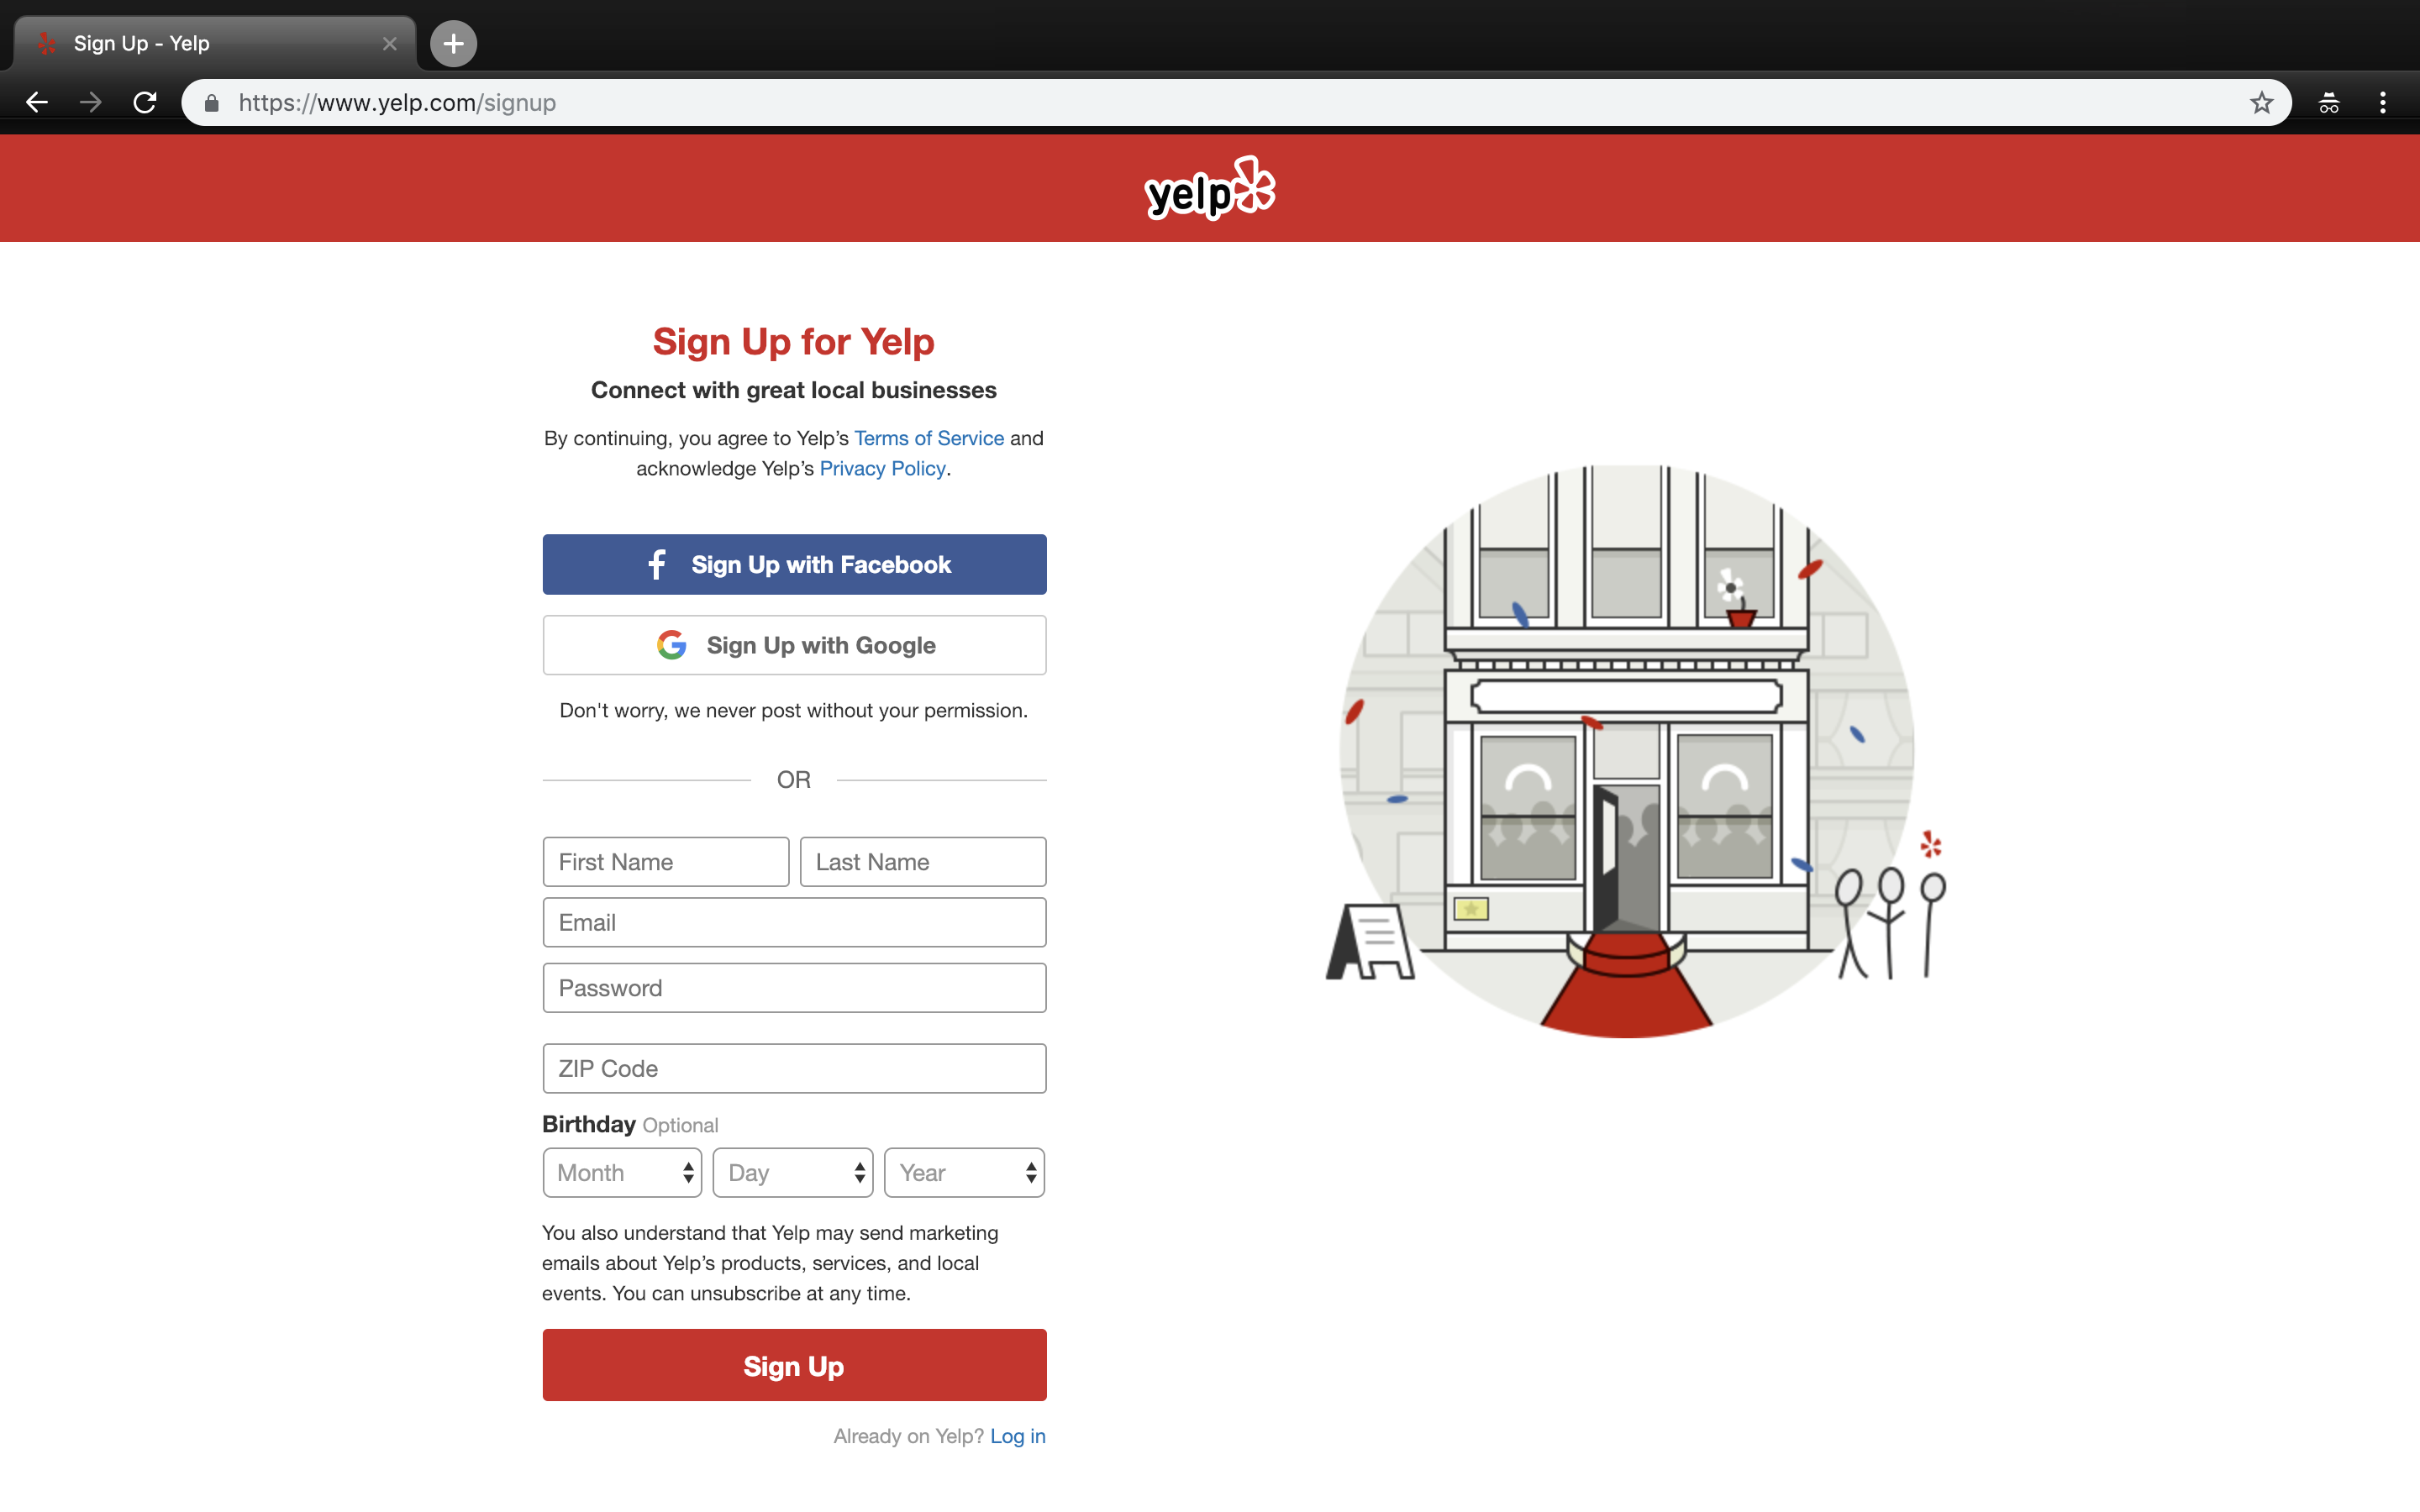 Sign Up - Yelp
https://www.yelp.com/signup
yelp
Sign Up for Yelp
Connect with great local businesses
By continuing, you agree to Yelp’s Terms of Service and
acknowledge Yelp’s Privacy Policy.
Sign Up with Facebook
Sign Up with Google
Don't worry, we never post without your permission.
OR
First Name
Last Name
Email
Password
ZIP Code
Birthday Optional
Month
Day
Year
You also understand that Yelp may send marketing
emails about Yelp’s products, services, and local
events. You can unsubscribe at any time.
Sign Up
Already on Yelp? Log in